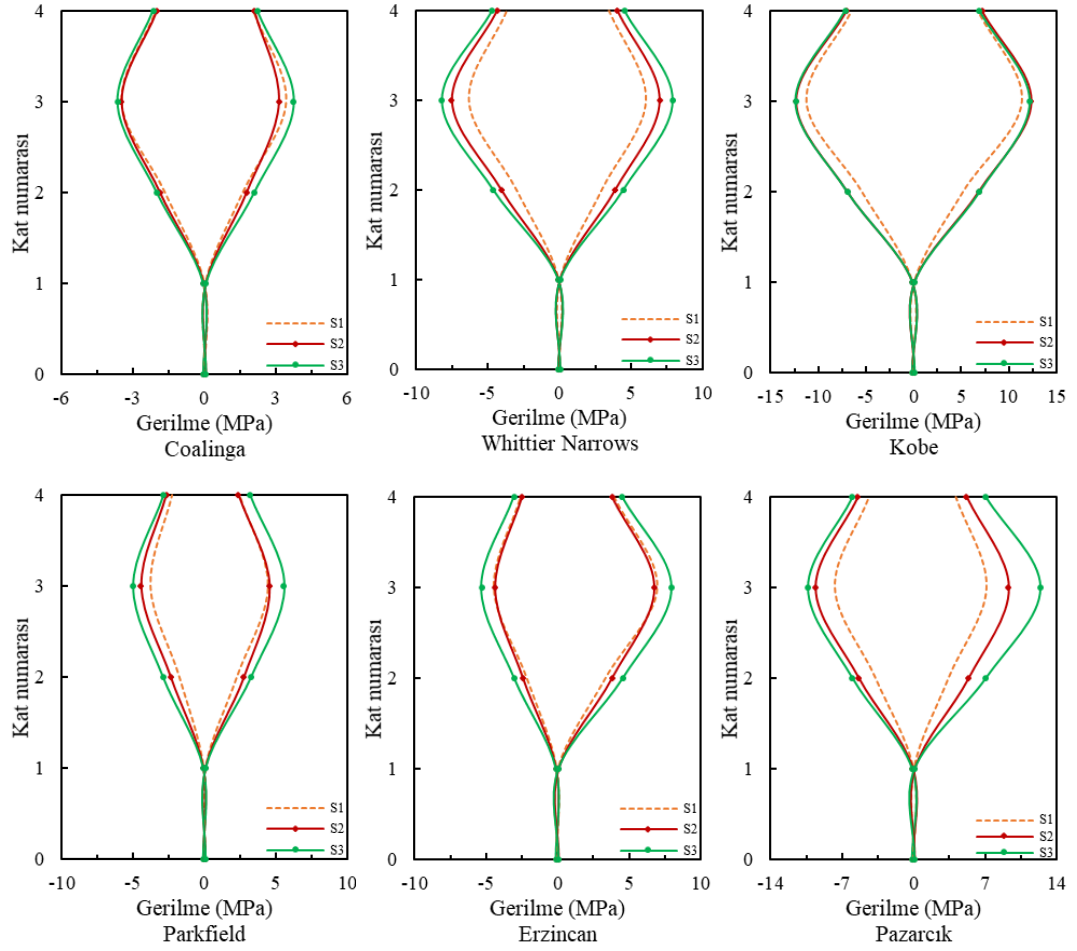 4
3
2
1
0
Kat numarası
S1
S2
S3
-6
-3
0
3
6
Gerilme (MPa)
Coalinga
4
3
2
1
0
Kat numarası
S1
S2
S3
-10
-5
0
5
10
Gerilme (MPa)
Whittier Narrows
4
3
2
1
0
Kat numarası
S1
S2
S3
-15
-10
-5
0
5
10
15
Gerilme (MPa)
Kobe
4
3
2
1
0
Kat numarası
S1
S2
S3
-10
-5
0
5
10
Gerilme (MPa)
Parkfield
4
3
2
1
0
Kat numarası
S1
S2
S3
-10
-5
0
5
10
Gerilme (MPa)
Erzincan
4
3
2
1
0
Kat numarası
S1
S2
S3
-14
-7
0
7
14
Gerilme (MPa)
Pazarcık